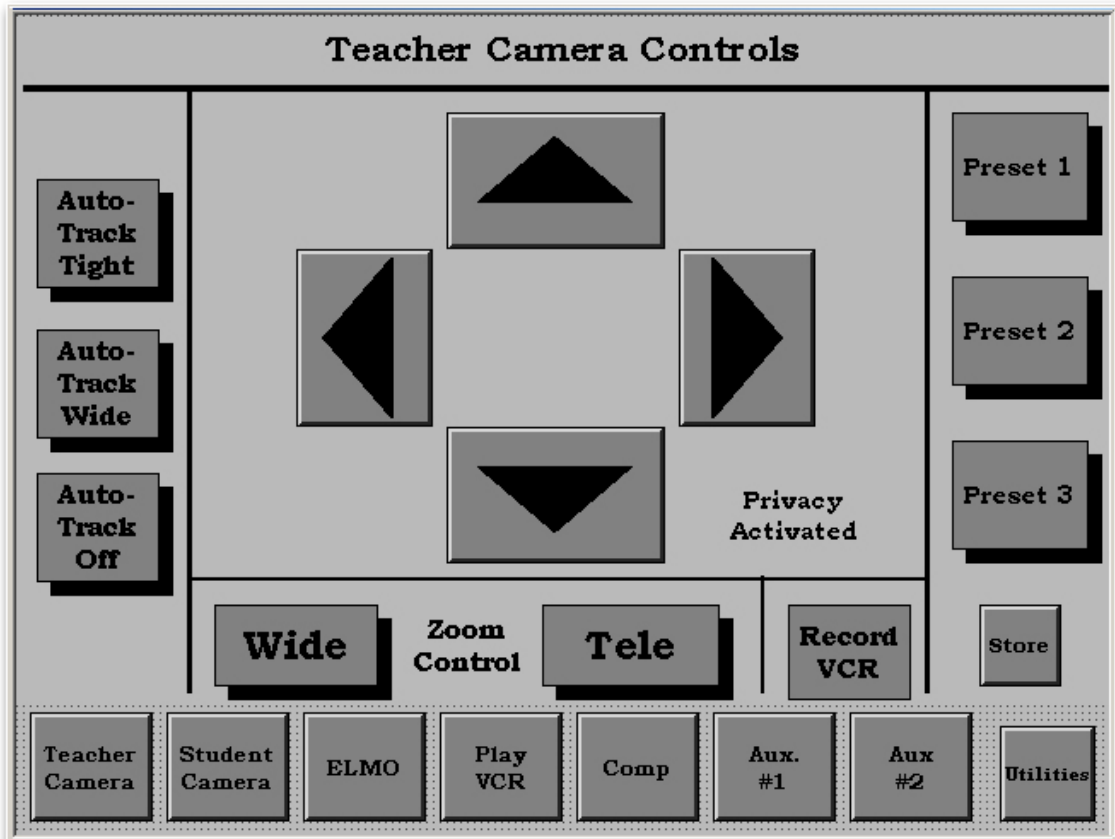 Teacher Camera Controls
Auto-
Track
Tight
Auto-
Track
Wide
Auto-
Track
Off
Privacy
Activated
Preset 1
Preset 2
Preset 3
Wide
Zoom
Control
Tele
Record
VCR
Store
Teacher
Camera
Student
Camera
ELMO
Play
VCR
Comp
Aux.
#1
Aux
#2
Utilities